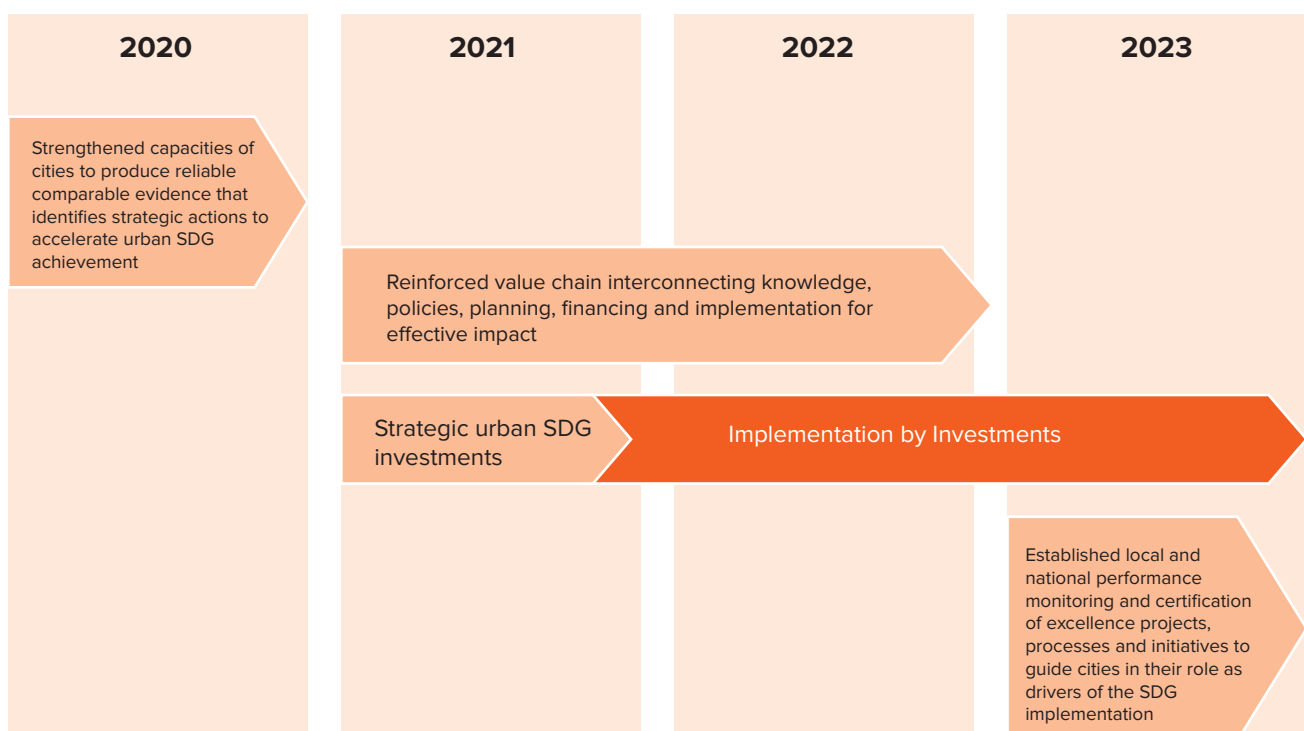 2020
2021
2022
2023
Strengthened capacities of
cities to produce reliable
comparable evidence that
identifies strategic actions to
accelerate urban SDG
achievement
Reinforced value chain interconnecting knowledge,
policies, planning, financing and implementation for
effective impact
Strategic urban SDG
investments
Implementation by Investments
Established local and
national performance
monitoring and certification
of excellence projects,
processes and initiatives to
guide cities in their role as
drivers of the SDG
implementation